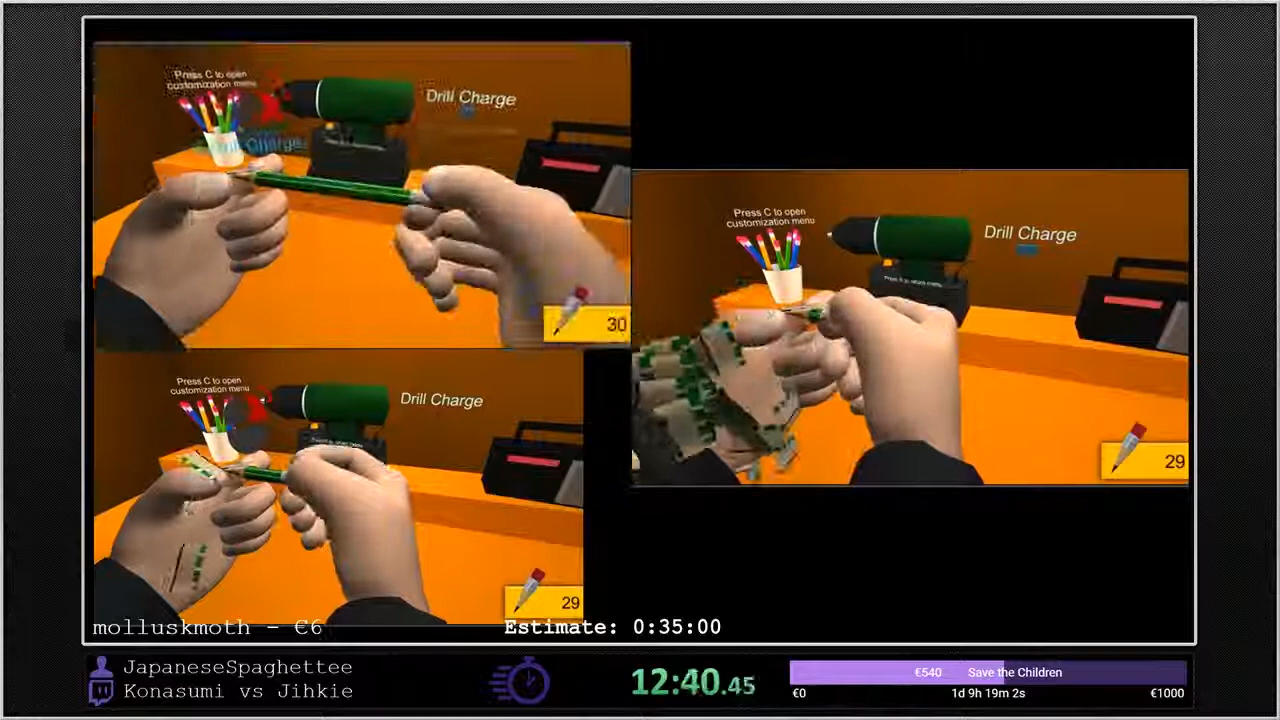 Press C to open
customization menu
Drill Charge
30
Press C to open
customization menu
Drill Charge
29
Press C to open
customization menu
Drill Charge
29
molluskmoth - €6
Estimate: 0:35:00
JapaneseSpaghettee
Konasumi vs Jihkie
12:40.45
€540 Save the Children
€0 1d 9h 19m 2s €1000